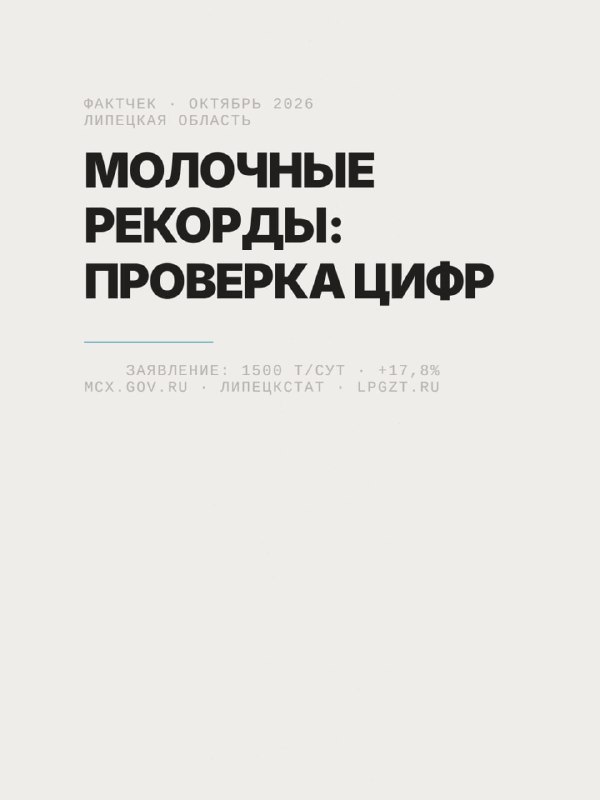 ФАКТЧЕК · ОКТЯБРЬ 2026
ЛИПЕЦКАЯ ОБЛАСТЬ
МОЛОЧНЫЕ
РЕКОРДЫ:
ПРОВЕРКА ЦИФР
ЗАЯВЛЕНИЕ: 1500 Т/СУТ · +17,8%
MCX.GOV.RU · ЛИПЕЦКСТАТ · LPGZT.RU